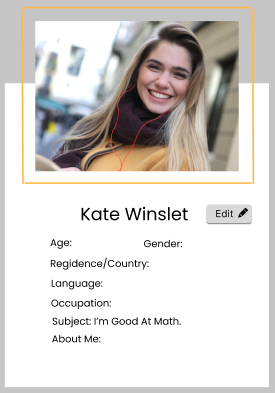 Kate Winslet
Edit
Age:
Gender:
Regidence/Country:
Language:
Occupation:
Subject: I'm Good At Math.
About Me: